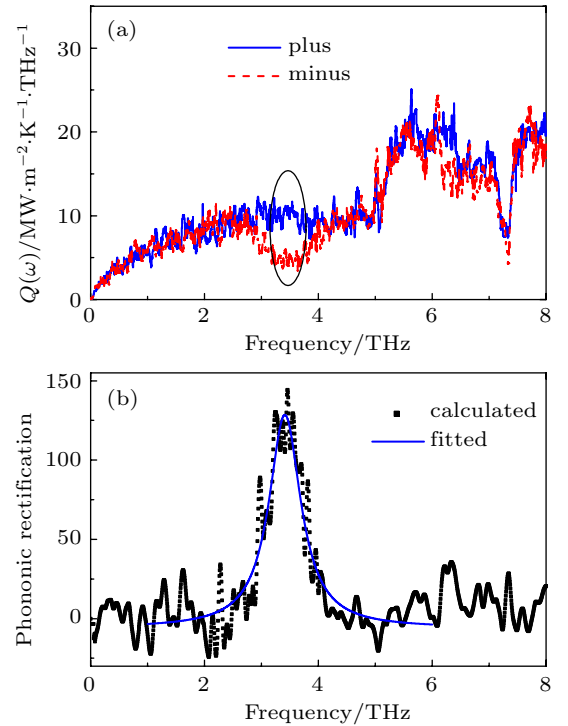 (a)
plus
minus
Q(ω)/MW·m⁻²·K⁻¹·THz⁻¹
30
20
10
0
0 2 4 6 8
Frequency/THz
(b)
calculated
fitted
Phononic rectification
150
100
50
0
0 2 4 6 8
Frequency/THz